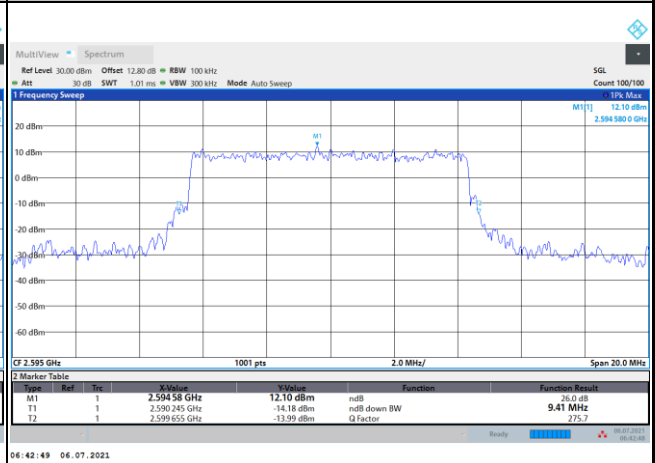 MultiView Spectrum
Ref Level 30.00 dBm Offset 12.80 dB RBW 100 kHz SGL
Att 30 dB SWT 1.01 ms VBW 300 kHz Mode Auto Sweep Count 100/100
1 Frequency Sweep 1Pk Max
M1[1] 12.10 dBm
2.594 580 0 GHz
M1
20 dBm
10 dBm
0 dBm
-10 dBm
T1
T2
-20 dBm
-30 dBm
-40 dBm
-50 dBm
-60 dBm
CF 2.595 GHz 1001 pts 2.0 MHz/ Span 20.0 MHz
2 Marker Table
Type Ref Trc X-Value Y-Value Function Function Result
M1 1 2.594 58 GHz 12.10 dBm ndB 26.0 dB
T1 1 2.590 245 GHz -14.18 dBm ndB down BW 9.41 MHz
T2 1 2.599 655 GHz -13.99 dBm Q Factor 275.7
Ready 06.07.2021
06:42:48
06:42:49 06.07.2021